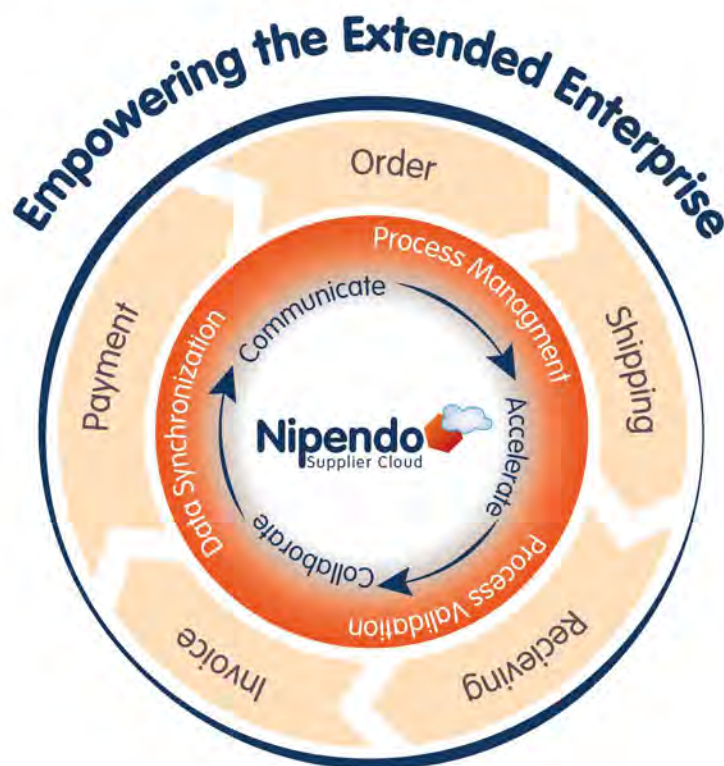 Empowering the Extended Enterprise
Order
Shipping
Recieving
Invoice
Payment
Process Managment
Process Validation
Data Synchronization
Communicate
Accelerate
Collaborate
Nipendo
Supplier Cloud